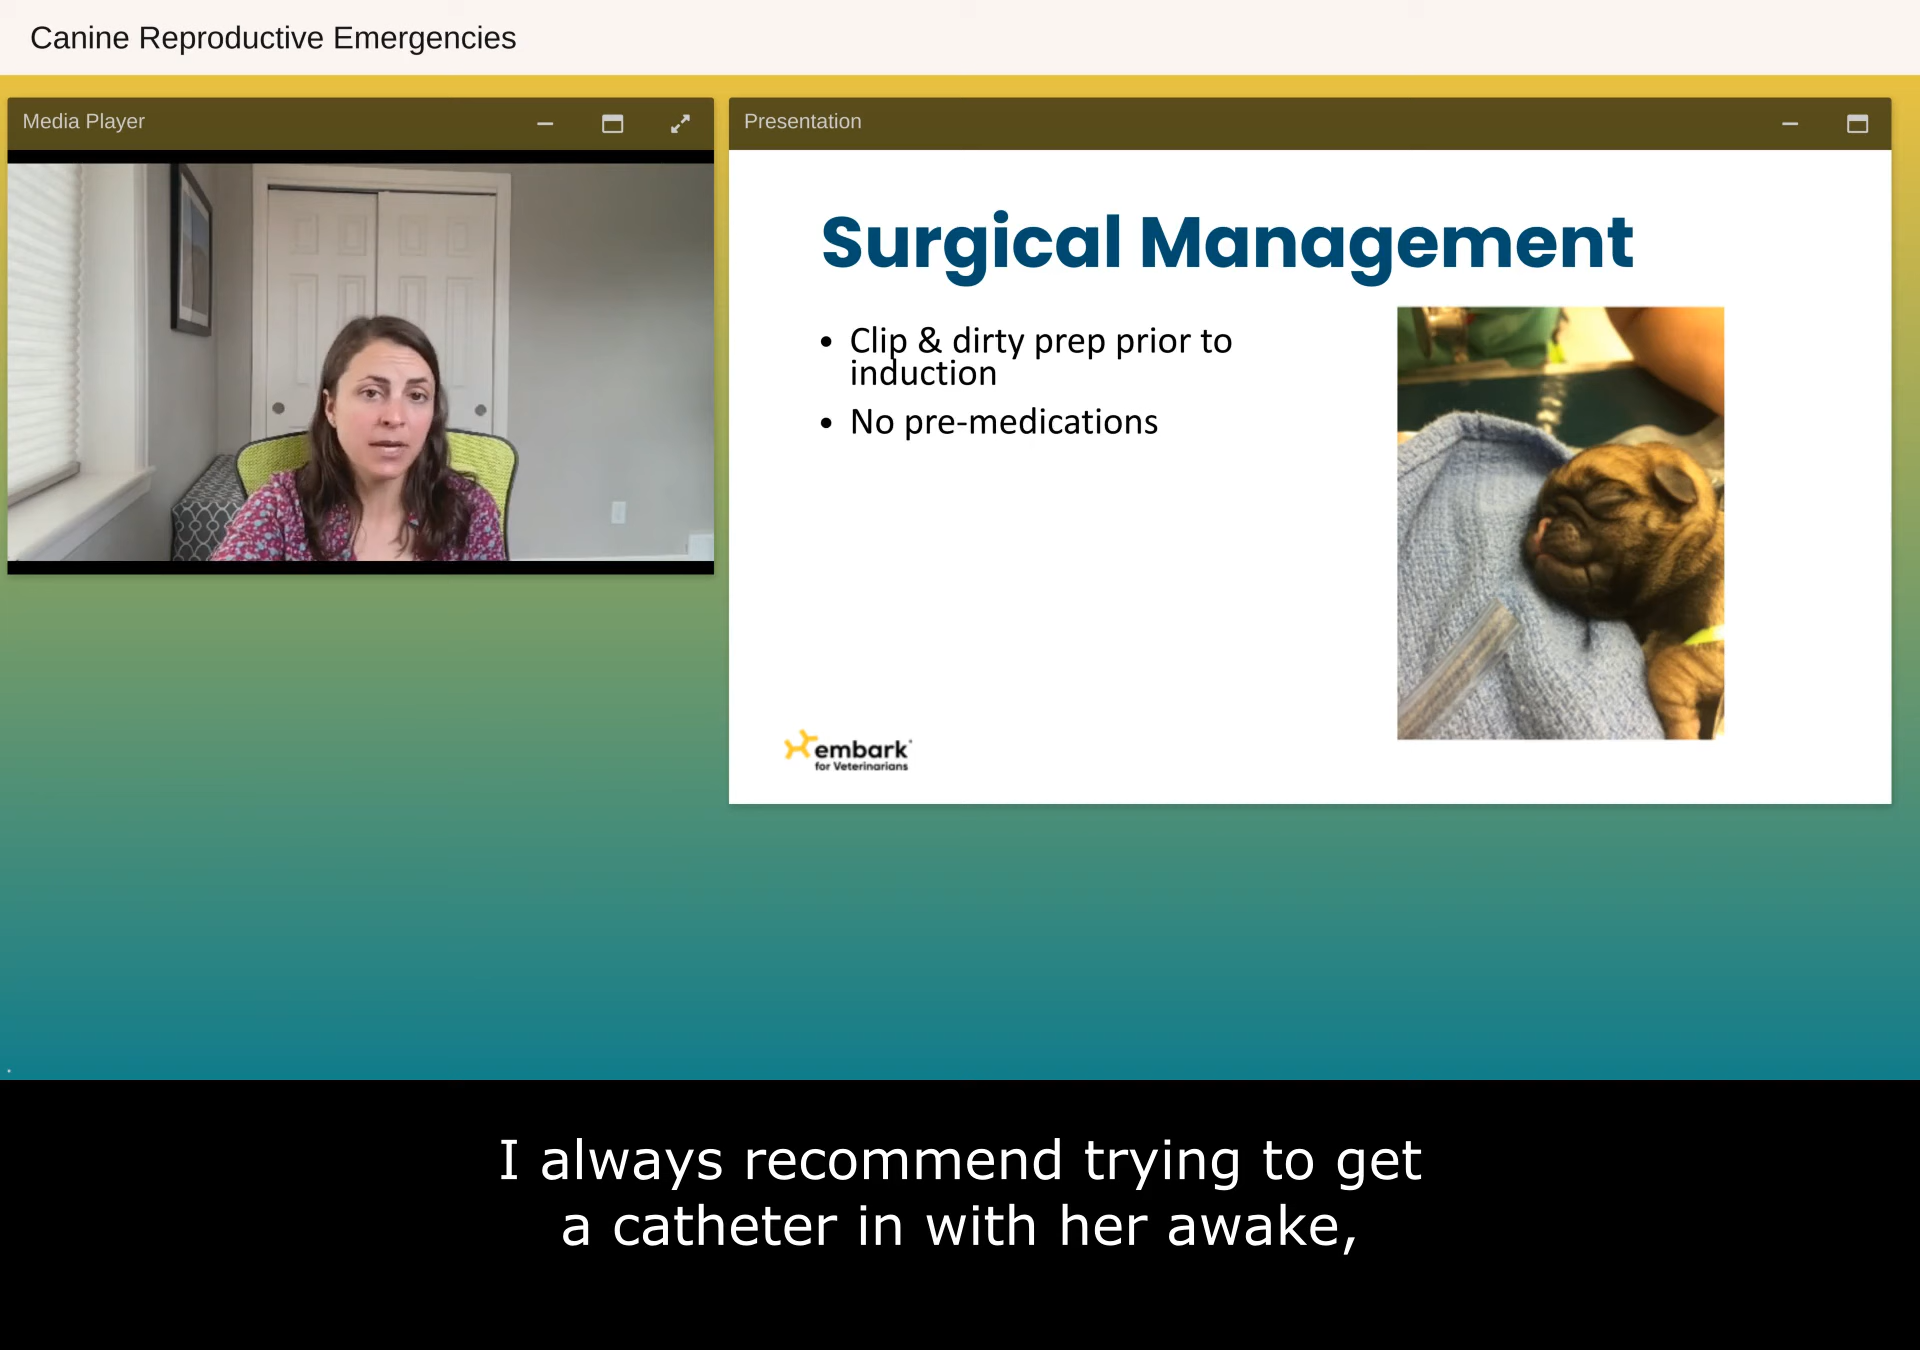 Canine Reproductive Emergencies
Media Player
Presentation
Surgical Management
• Clip & dirty prep prior to
induction
• No pre-medications
embark
for Veterinarians
I always recommend trying to get
a catheter in with her awake,